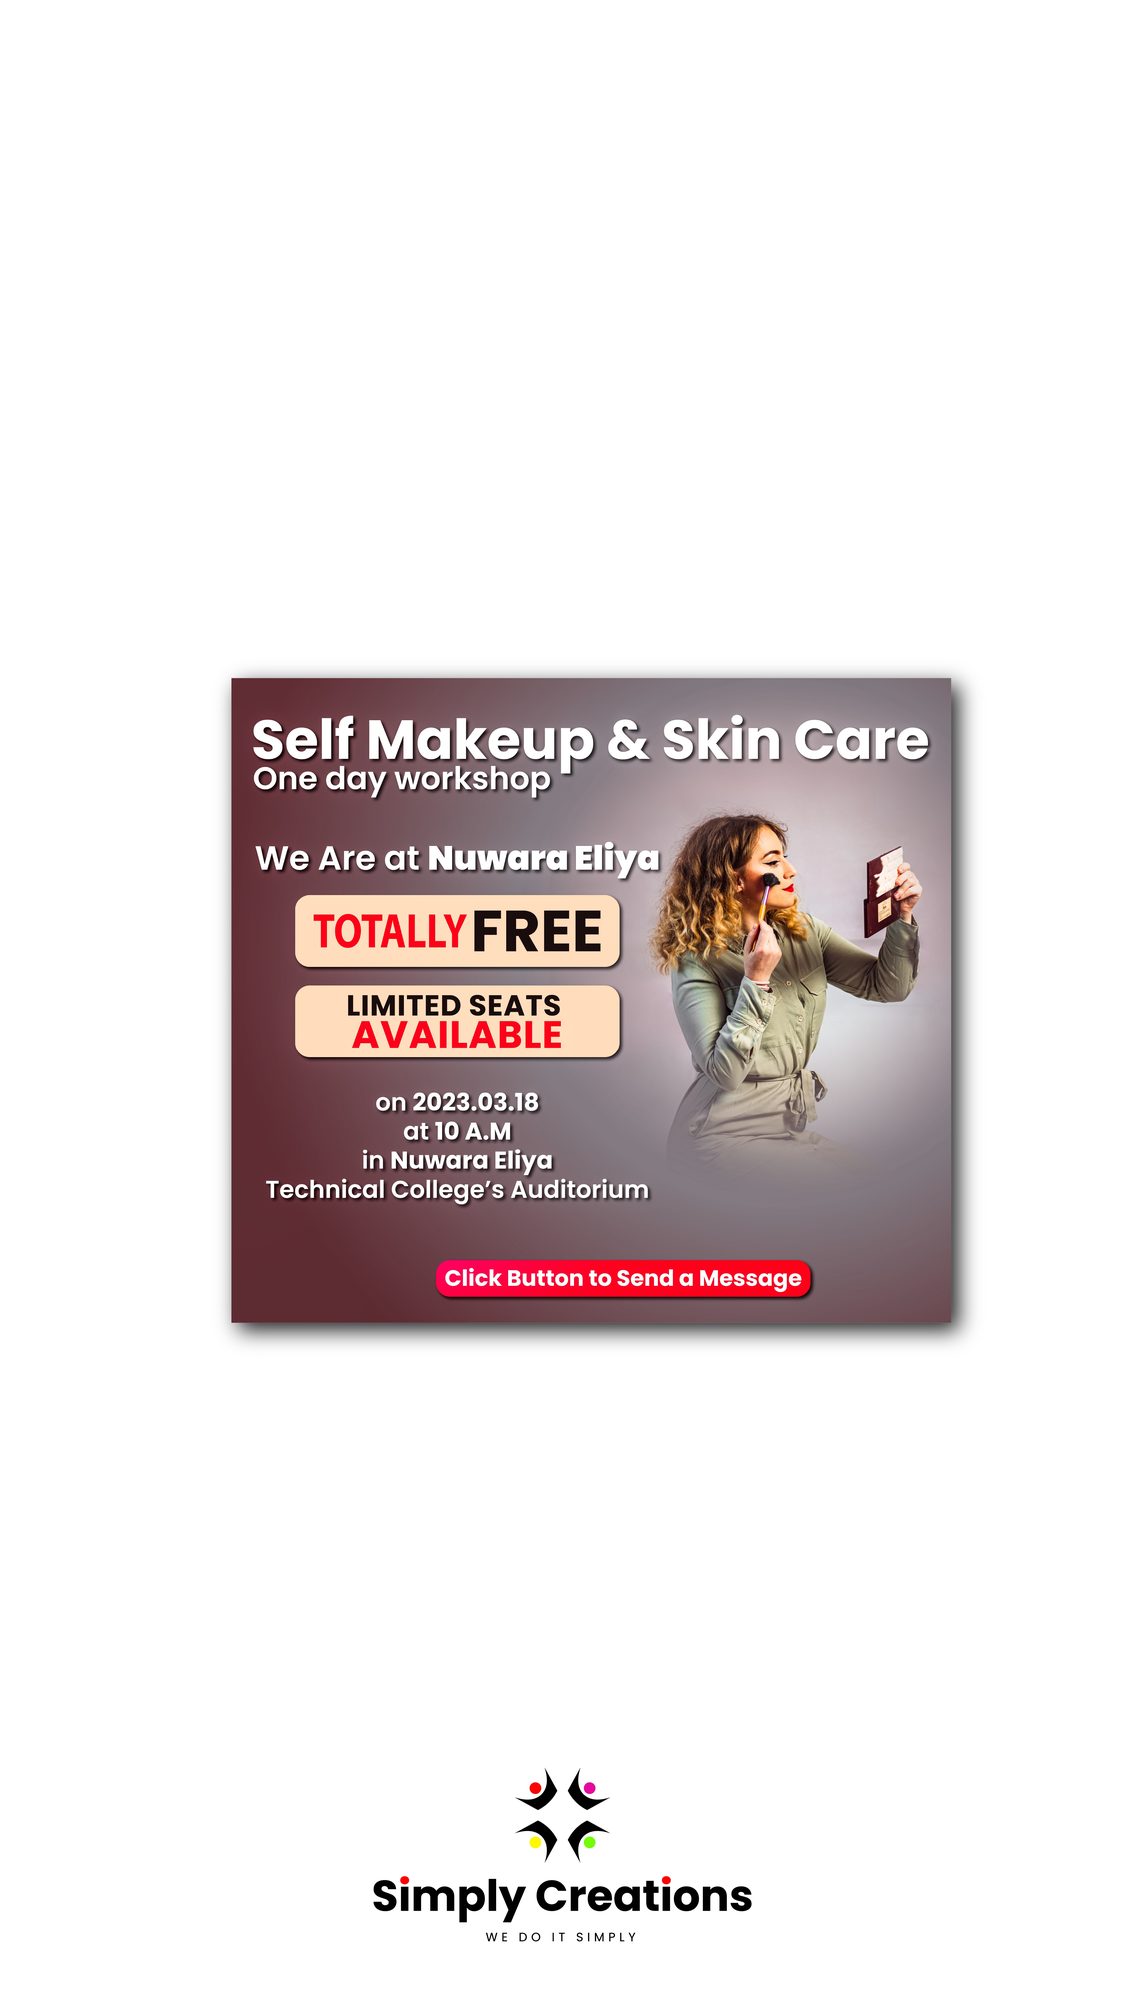 Self Makeup & Skin Care
One day workshop
We Are at Nuwara Eliya
TOTALLY FREE
LIMITED SEATS
AVAILABLE
on 2023.03.18
at 10 A.M
in Nuwara Eliya
Technical College’s Auditorium
Click Button to Send a Message
Simply Creations
WE DO IT SIMPLY